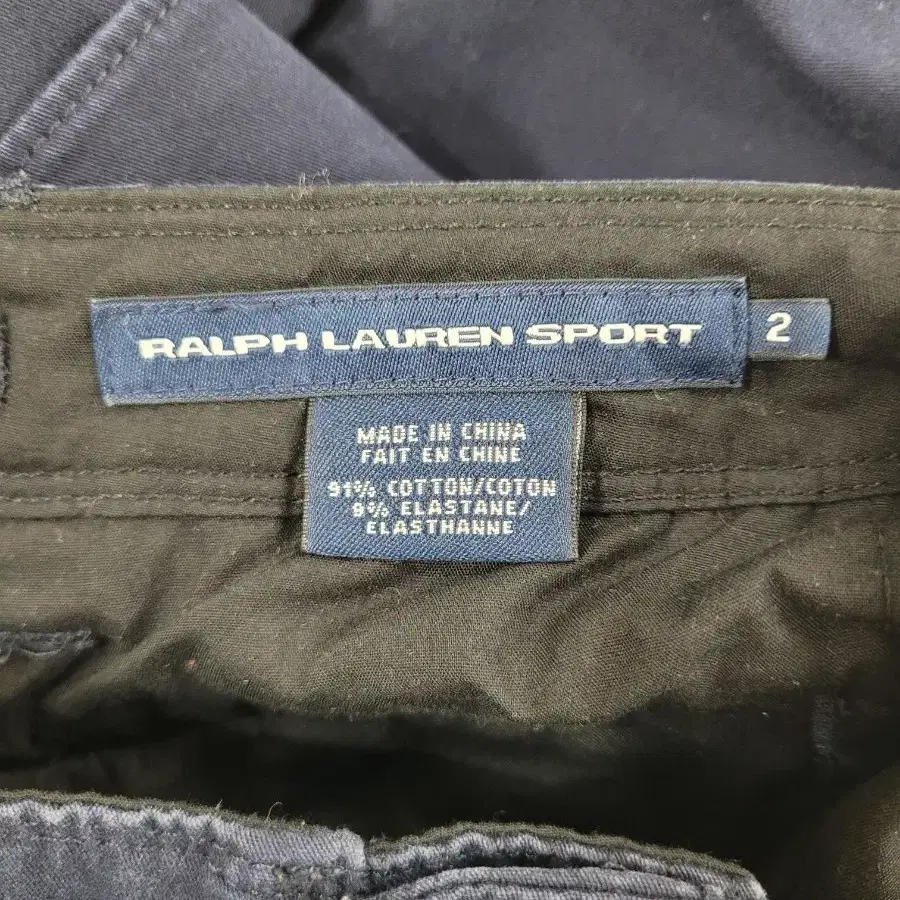 RALPH LAUREN SPORT
2
MADE IN CHINA
FAIT EN CHINE
91% COTTON/COTON
9% ELASTANE/
ELASTHANNE